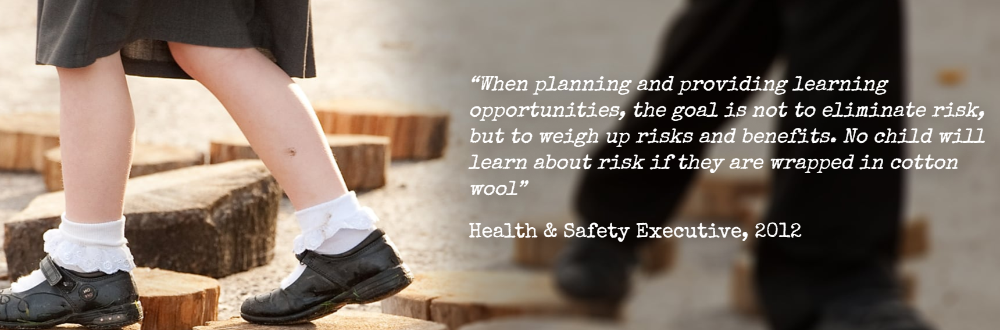 “When planning and providing learning
opportunities, the goal is not to eliminate risk,
but to weigh up risks and benefits. No child will
learn about risk if they are wrapped in cotton
wool”
Health & Safety Executive, 2012